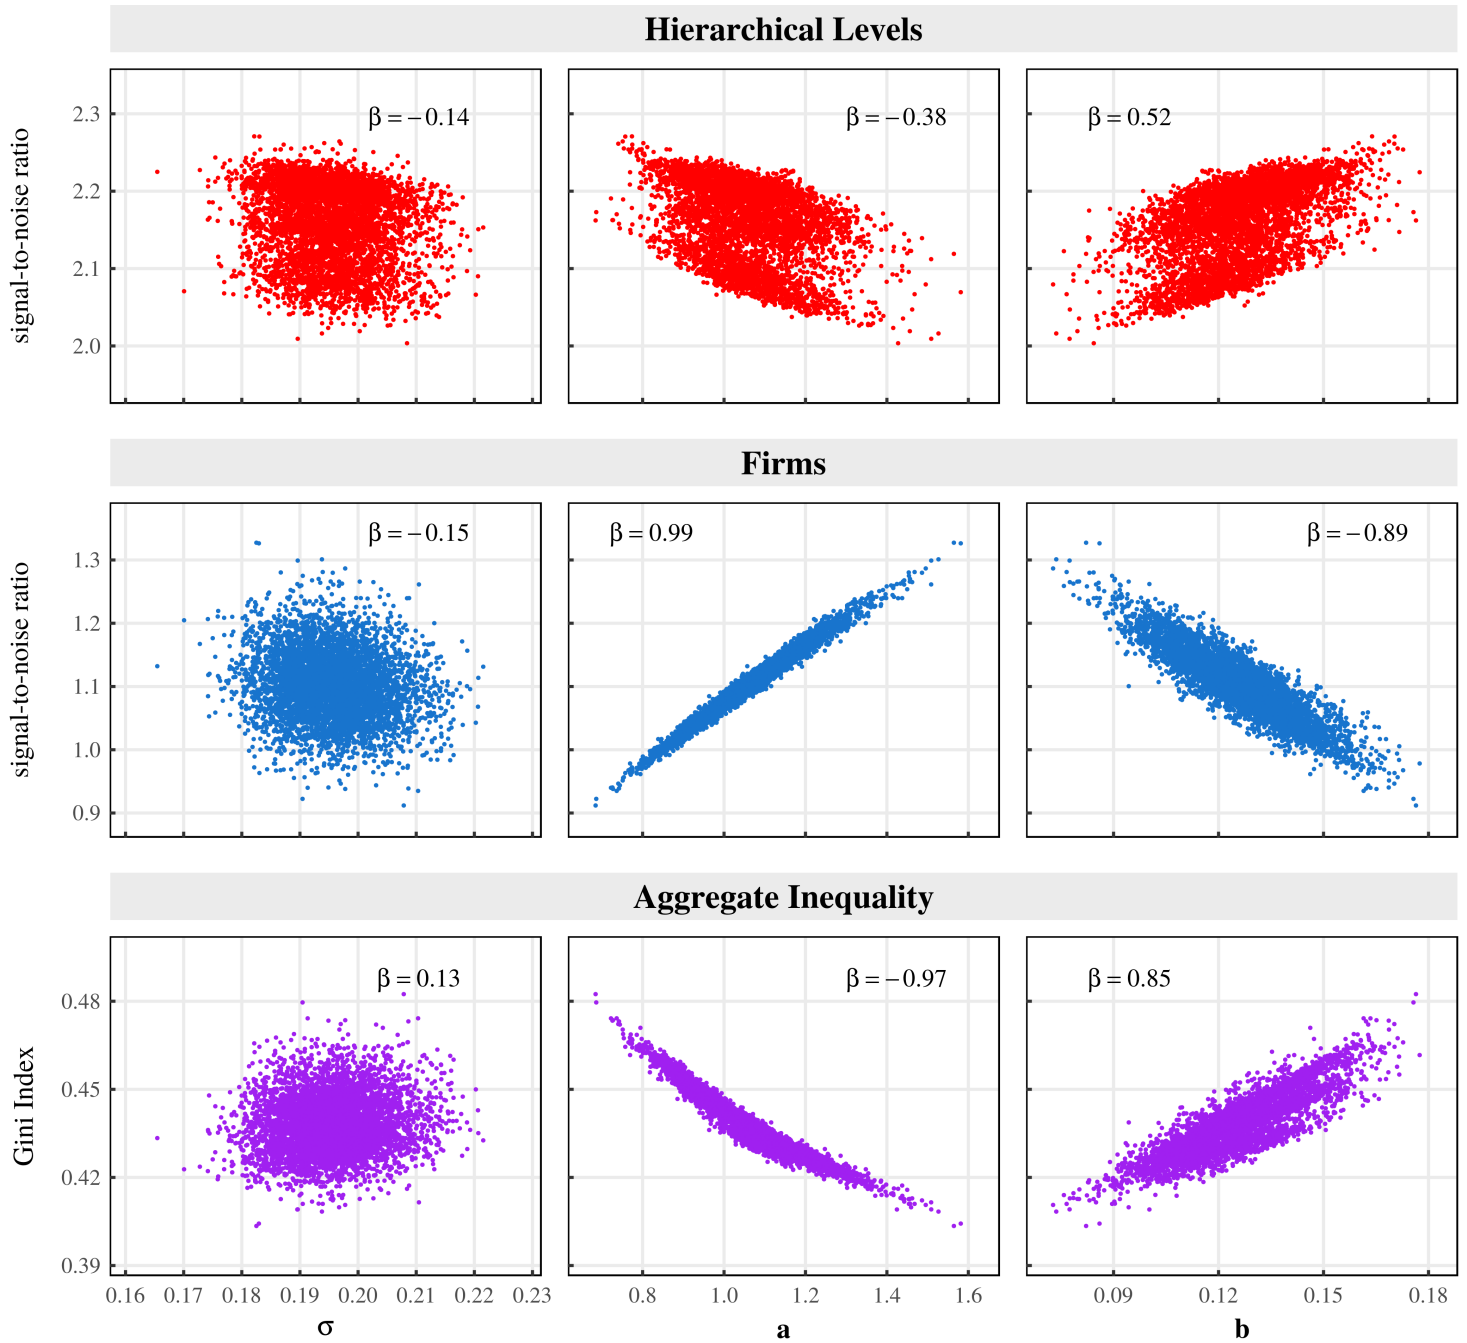 Hierarchical Levels
signal-to-noise ratio
2.3
2.2
2.1
2.0
β = −0.14
β = −0.38
β = 0.52
Firms
signal-to-noise ratio
1.3
1.2
1.1
1.0
0.9
β = −0.15
β = 0.99
β = −0.89
Aggregate Inequality
Gini Index
0.48
0.45
0.42
0.39
β = 0.13
β = −0.97
β = 0.85
0.16 0.17 0.18 0.19 0.20 0.21 0.22 0.23
0.8 1.0 1.2 1.4 1.6
0.09 0.12 0.15 0.18
σ
a
b